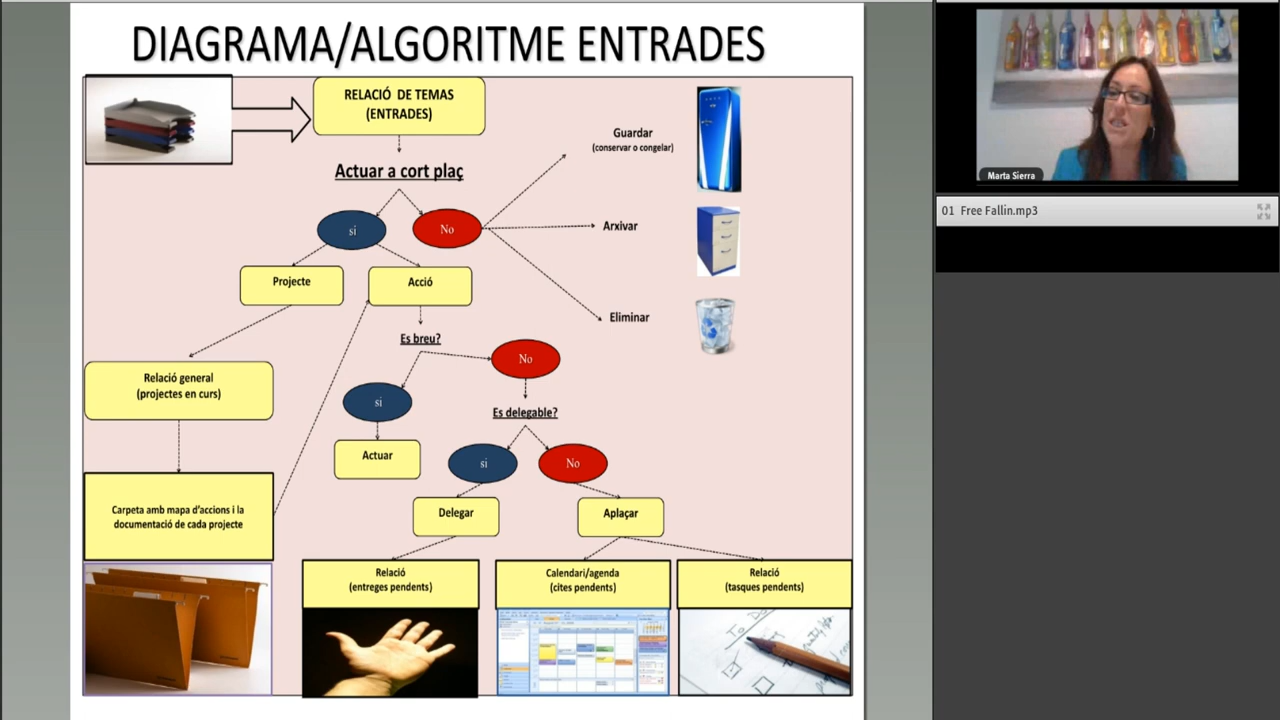 DIAGRAMA/ALGORITME ENTRADES
RELACIÓ DE TEMAS
(ENTRADES)
Actuar a cort plaç
si
No
Guardar
(conservar o congelar)
Arxivar
Eliminar
Projecte
Acció
Es breu?
No
si
Actuar
Es delegable?
si
No
Delegar
Aplaçar
Relació general
(projectes en curs)
Carpeta amb mapa d'accions i la
documentació de cada projecte
Relació
(entreges pendents)
Calendari/agenda
(cites pendents)
Relació
(tasques pendents)
To Do
Marta Sierra
01 Free Fallin.mp3